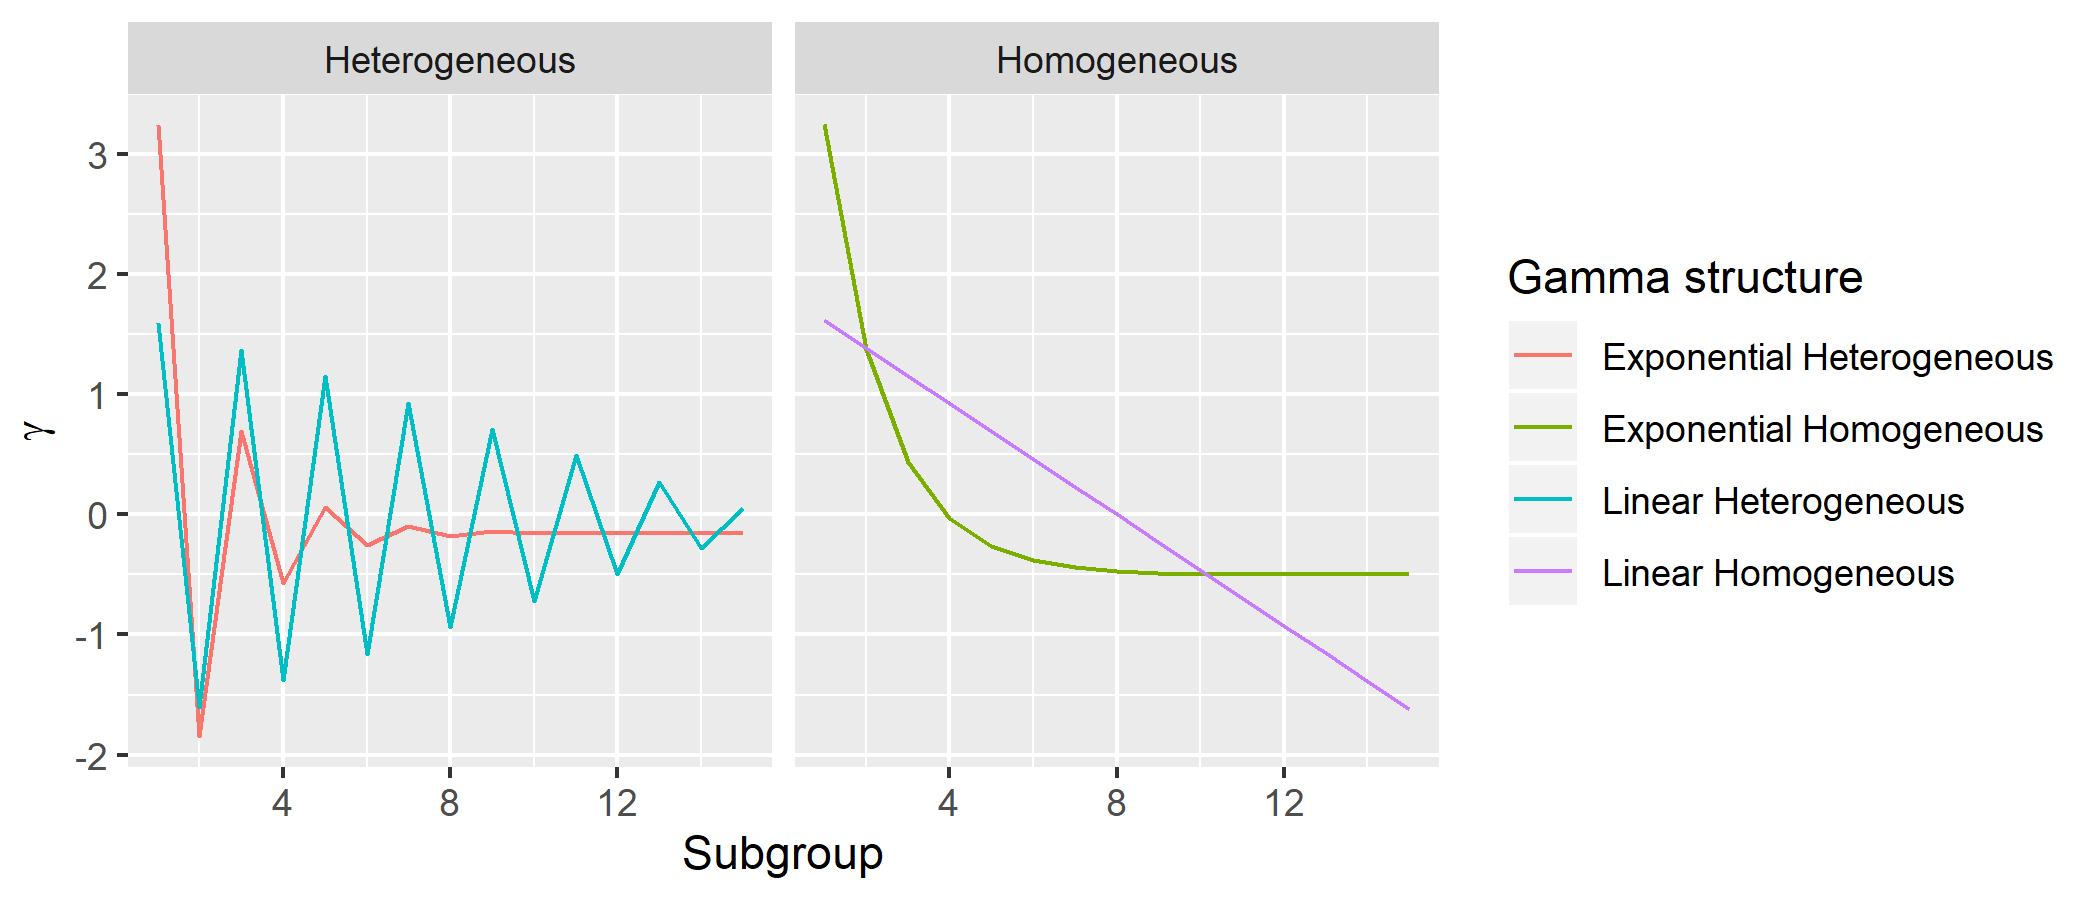 Heterogeneous
Homogeneous
3
2
1
0
-1
-2
γ
4
8
12
4
8
12
Subgroup
Gamma structure
Exponential Heterogeneous
Exponential Homogeneous
Linear Heterogeneous
Linear Homogeneous